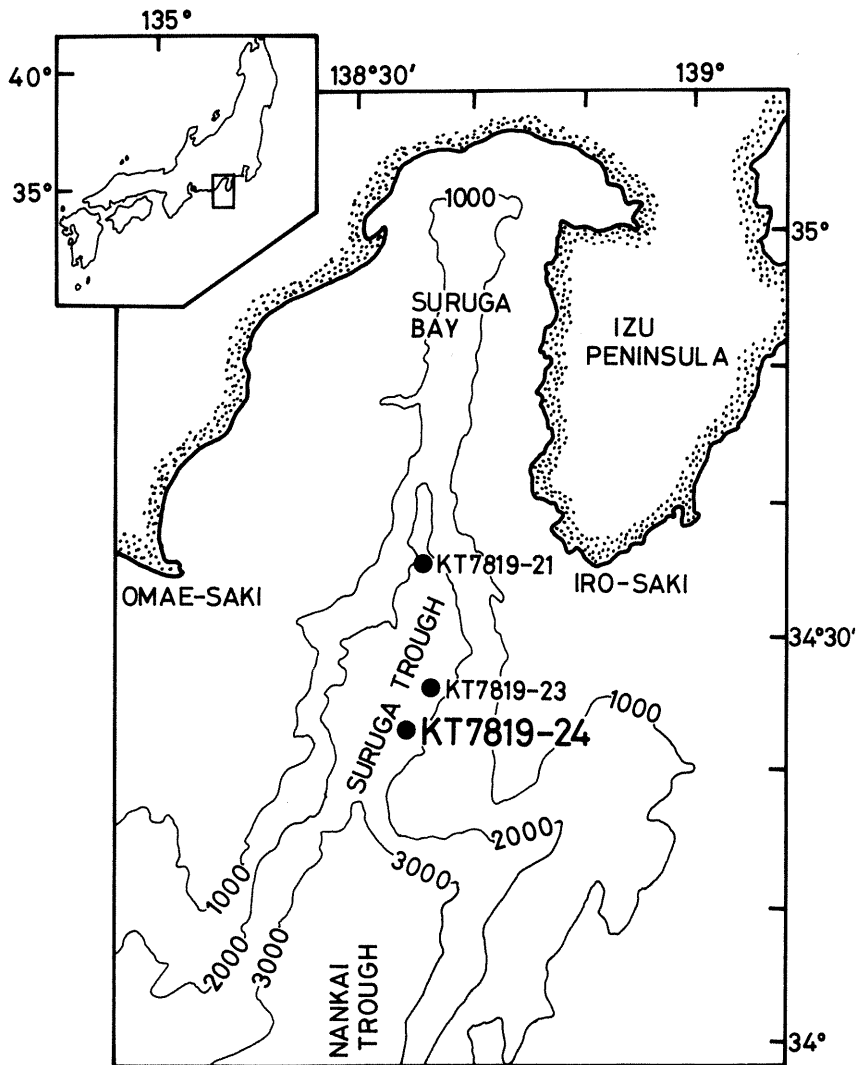 135°
40°
35°
138°30'
139°
1000
35°
SURUGA
BAY
IZU
PENINSULA
KT7819-21
OMAE-SAKI
IRO-SAKI
34°30'
SURUGA TROUGH
KT7819-23
1000
KT7819-24
2000
3000
1000
2000
3000
NANKAI
TROUGH
34°